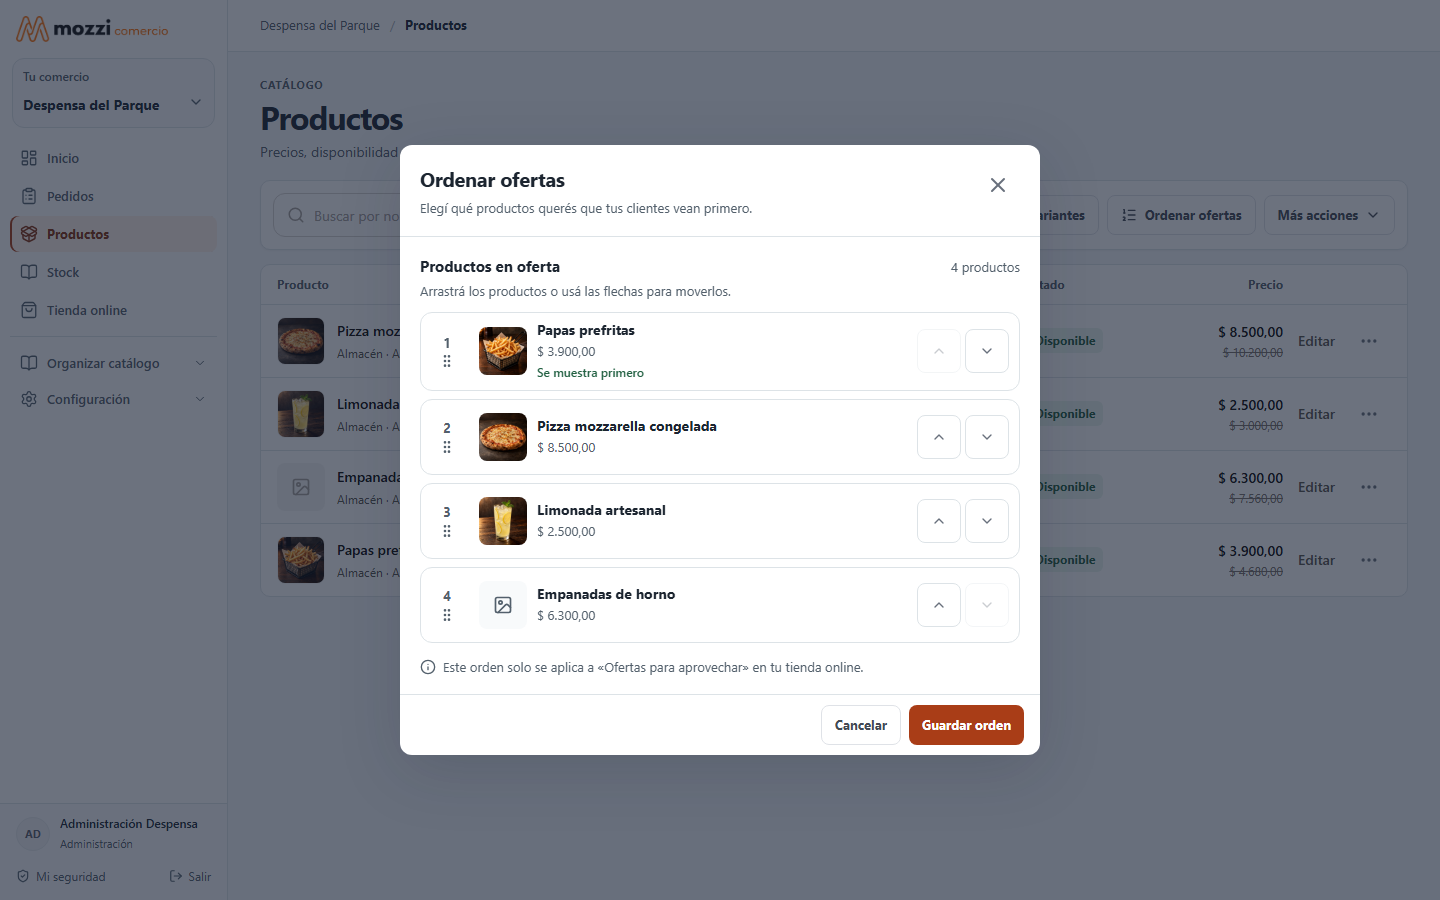 mozzi comercio
Tu comercio
Despensa del Parque
Inicio
Pedidos
Productos
Stock
Tienda online
Organizar catálogo
Configuración
AD
Administración Despensa
Administración
Mi seguridad
Salir
Despensa del Parque / Productos
CATÁLOGO
Productos
Precios, disponibilidad
Buscar por no
ariantes
Ordenar ofertas
Más acciones
Producto
tado
Precio
Pizza moz
Almacén · A
Disponible
$ 8.500,00
$ 10.200,00
Editar
Limonada
Almacén · A
Disponible
$ 2.500,00
$ 3.000,00
Editar
Empanada
Almacén · A
Disponible
$ 6.300,00
$ 7.560,00
Editar
Papas pre
Almacén · A
Disponible
$ 3.900,00
$ 4.680,00
Editar
Ordenar ofertas
Elegí qué productos querés que tus clientes vean primero.
Productos en oferta
4 productos
Arrastrá los productos o usá las flechas para moverlos.
1
Papas prefritas
$ 3.900,00
Se muestra primero
2
Pizza mozzarella congelada
$ 8.500,00
3
Limonada artesanal
$ 2.500,00
4
Empanadas de horno
$ 6.300,00
Este orden solo se aplica a «Ofertas para aprovechar» en tu tienda online.
Cancelar
Guardar orden